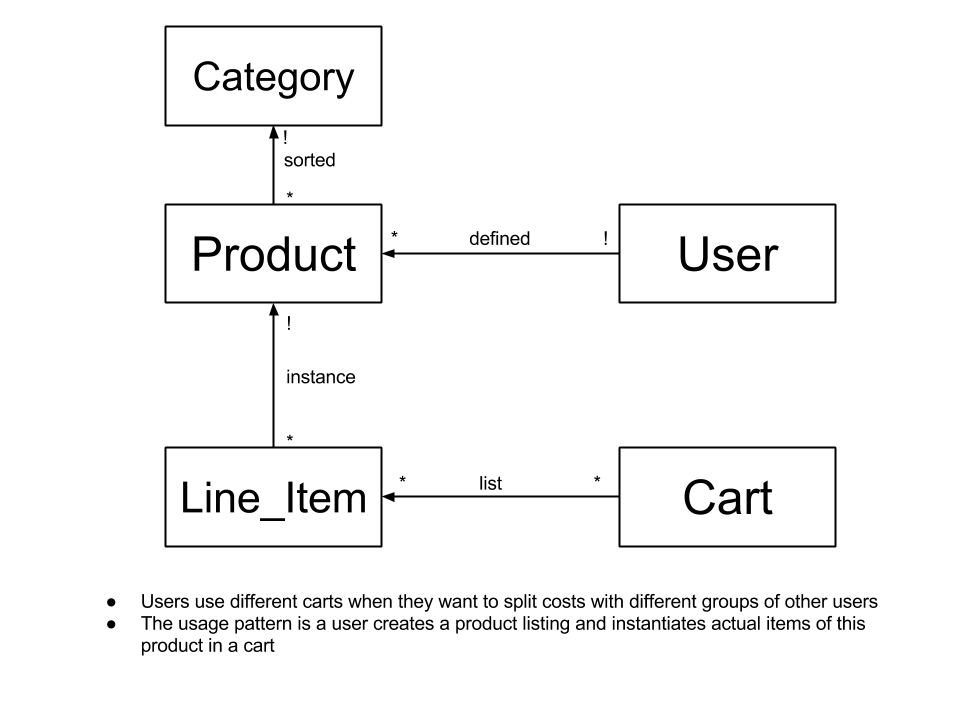 Category
!
sorted
*
Product
* defined !
User
!
instance
*
Line_Item
* list *
Cart
● Users use different carts when they want to split costs with different groups of other users
● The usage pattern is a user creates a product listing and instantiates actual items of this
product in a cart